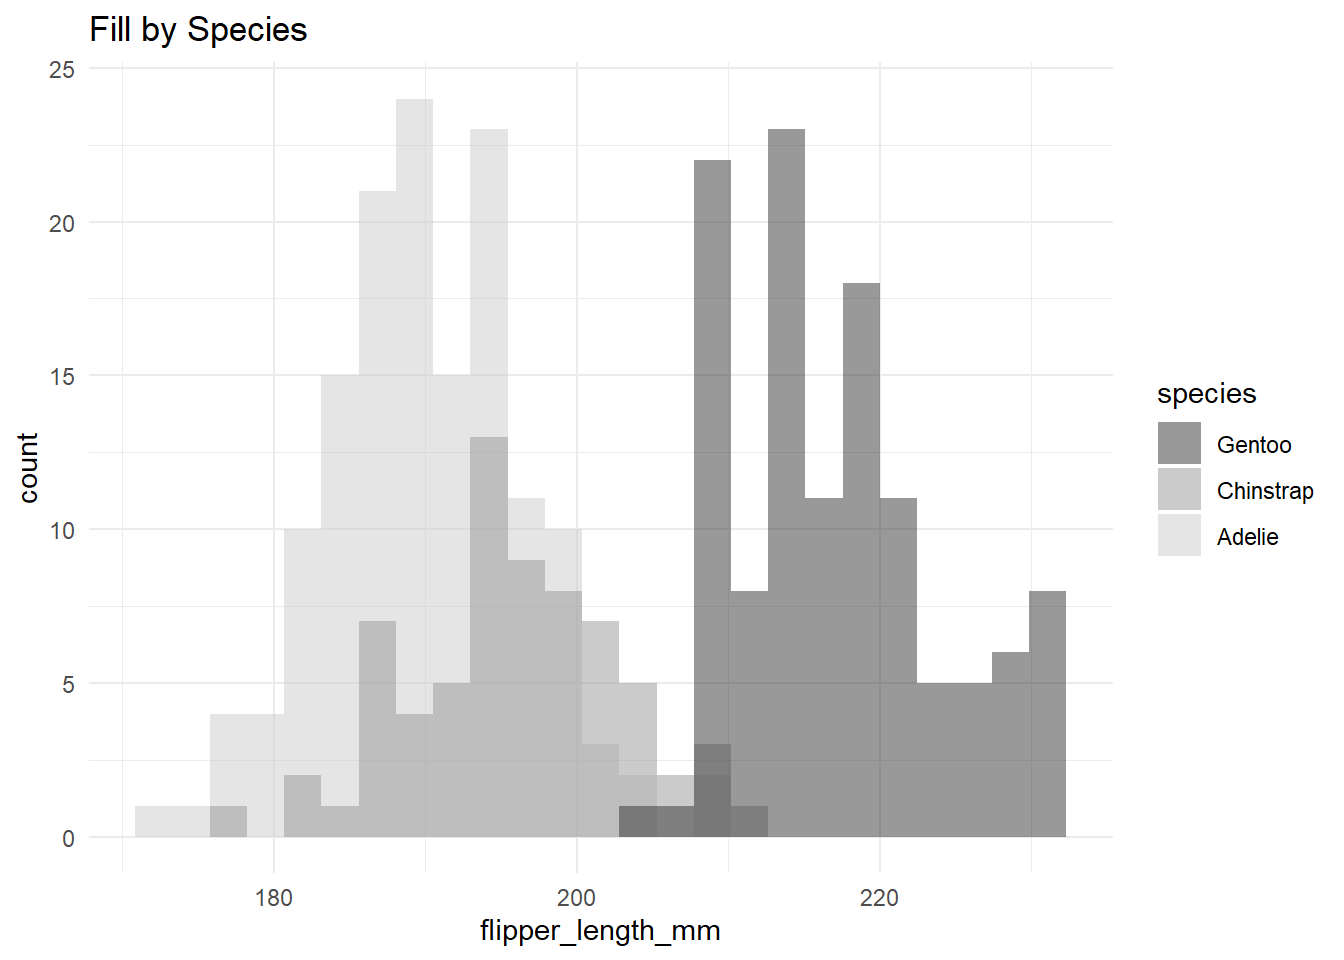 Fill by Species
25
20
15
10
5
0
count
180
200
220
flipper_length_mm
species
Gentoo
Chinstrap
Adelie